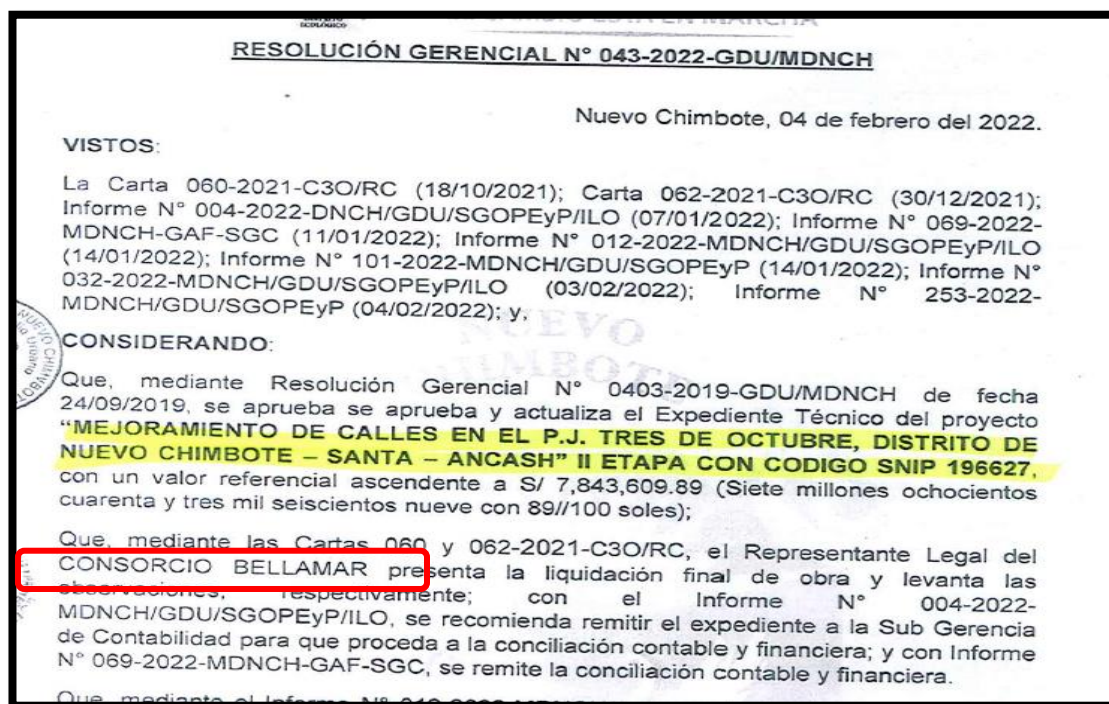 RESOLUCIÓN GERENCIAL N° 043-2022-GDU/MDNCH
Nuevo Chimbote, 04 de febrero del 2022.
VISTOS:
La Carta 060-2021-C3O/RC (18/10/2021); Carta 062-2021-C3O/RC (30/12/2021);
Informe N° 004-2022-DNCH/GDU/SGOPEyP/ILO (07/01/2022); Informe N° 069-2022-
MDNCH-GAF-SGC (11/01/2022); Informe N° 012-2022-MDNCH/GDU/SGOPEyP/ILO
(14/01/2022); Informe N° 101-2022-MDNCH/GDU/SGOPEyP (14/01/2022); Informe N°
032-2022-MDNCH/GDU/SGOPEyP/ILO (03/02/2022); Informe N° 253-2022-
MDNCH/GDU/SGOPEyP (04/02/2022); y,
NUEVO
CHIMBOTE
CONSIDERANDO:
Que, mediante Resolución Gerencial N° 0403-2019-GDU/MDNCH de fecha
24/09/2019, se aprueba se aprueba y actualiza el Expediente Técnico del proyecto
“MEJORAMIENTO DE CALLES EN EL P.J. TRES DE OCTUBRE, DISTRITO DE
NUEVO CHIMBOTE – SANTA – ANCASH” II ETAPA CON CODIGO SNIP 196627,
con un valor referencial ascendente a S/ 7,843,609.89 (Siete millones ochocientos
cuarenta y tres mil seiscientos nueve con 89//100 soles);
Que, mediante las Cartas 060 y 062-2021-C3O/RC, el Representante Legal del
CONSORCIO BELLAMAR presenta la liquidación final de obra y levanta las
observaciones, respectivamente; con el Informe N° 004-2022-
MDNCH/GDU/SGOPEyP/ILO, se recomienda remitir el expediente a la Sub Gerencia
de Contabilidad para que proceda a la conciliación contable y financiera; y con Informe
N° 069-2022-MDNCH-GAF-SGC, se remite la conciliación contable y financiera.
Que, mediante el Informe N°